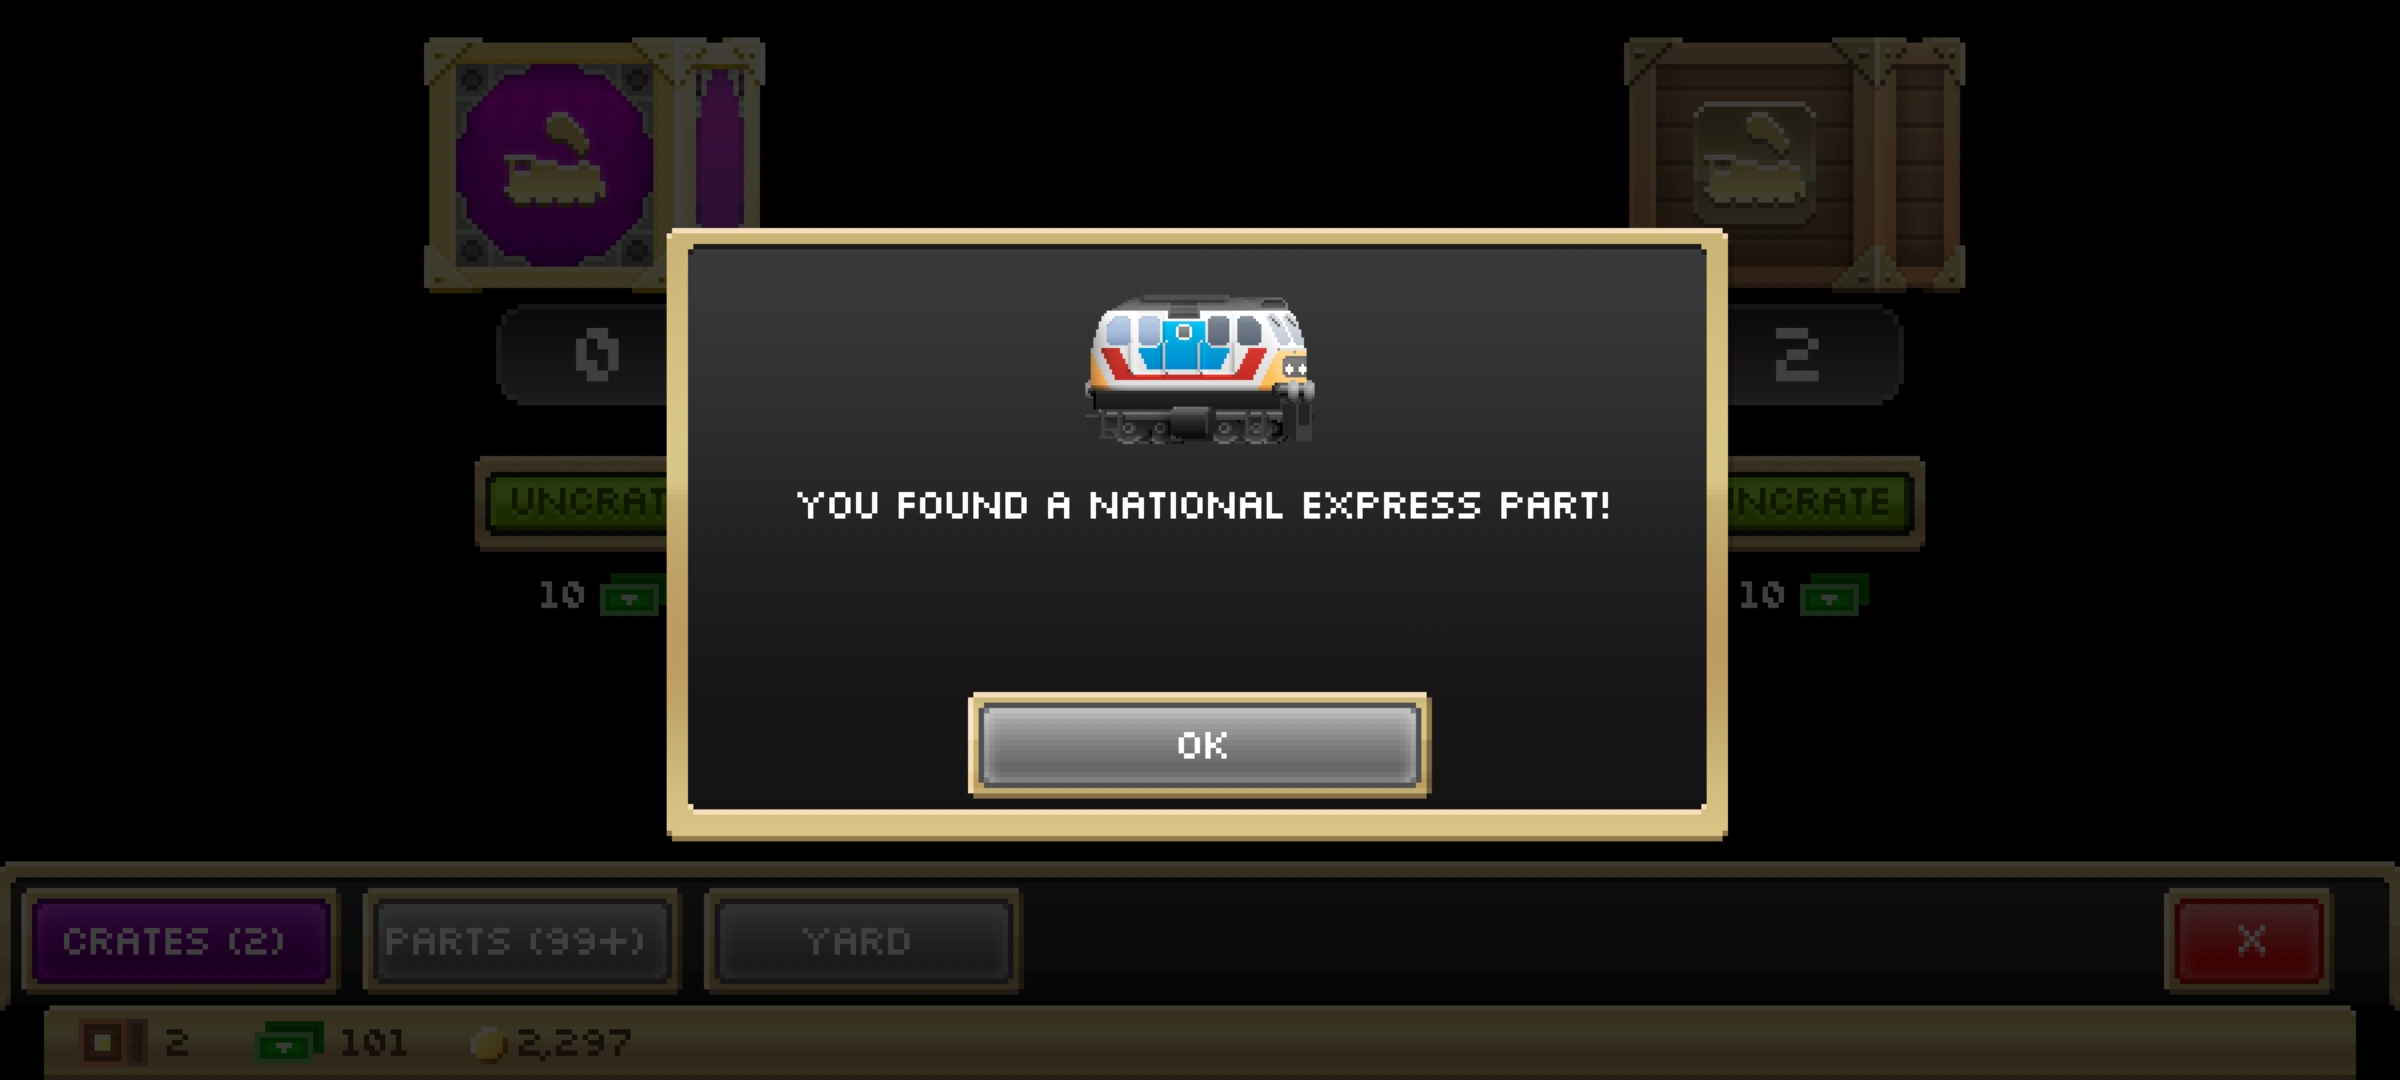 0
2
UNCRAT
NCRATE
10
10
YOU FOUND A NATIONAL EXPRESS PART!
OK
CRATES (2)
PARTS (99+)
YARD
X
2
101
2,297